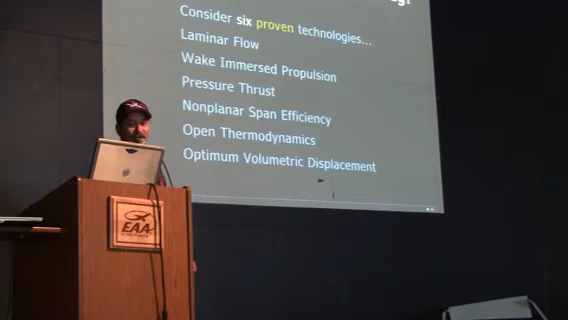 Consider six proven technologies...
Laminar Flow
Wake Immersed Propulsion
Pressure Thrust
Nonplanar Span Efficiency
Open Thermodynamics
Optimum Volumetric Displacement
EAA